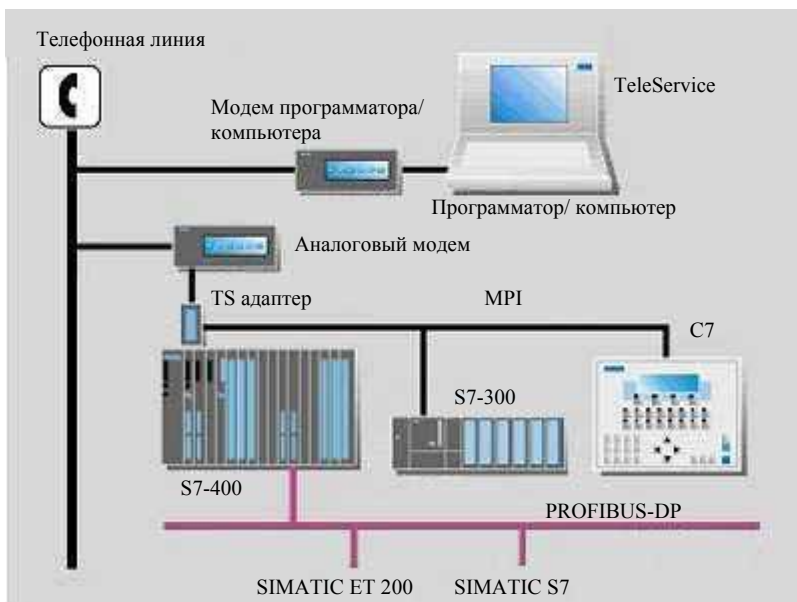 Телефонная линия
TeleService
Модем программатора/
компьютера
Программатор/ компьютер
Аналоговый модем
TS адаптер
MPI
C7
S7-300
S7-400
PROFIBUS-DP
SIMATIC ET 200
SIMATIC S7